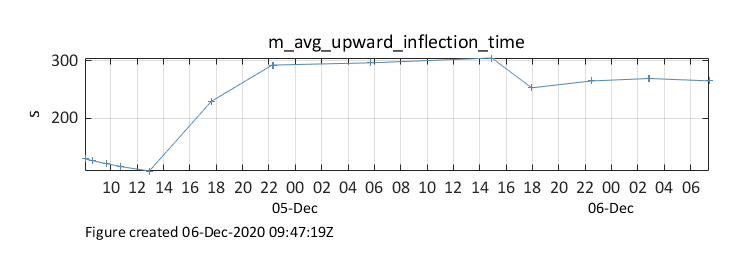 m_avg_upward_inflection_time
300
200
s
10 12 14 16 18 20 22 00 02 04 06 08 10 12 14 16 18 20 22 00 02 04 06
05-Dec 06-Dec
Figure created 06-Dec-2020 09:47:19Z